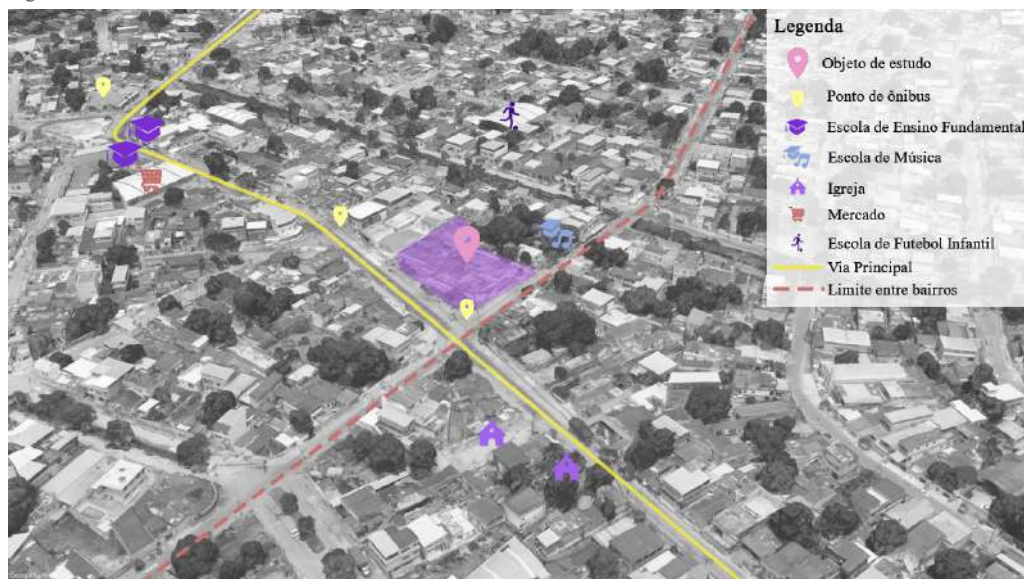 Legenda
Objeto de estudo
Ponto de ônibus
Escola de Ensino Fundamental
Escola de Música
Igreja
Mercado
Escola de Futebol Infantil
Via Principal
Limite entre bairros